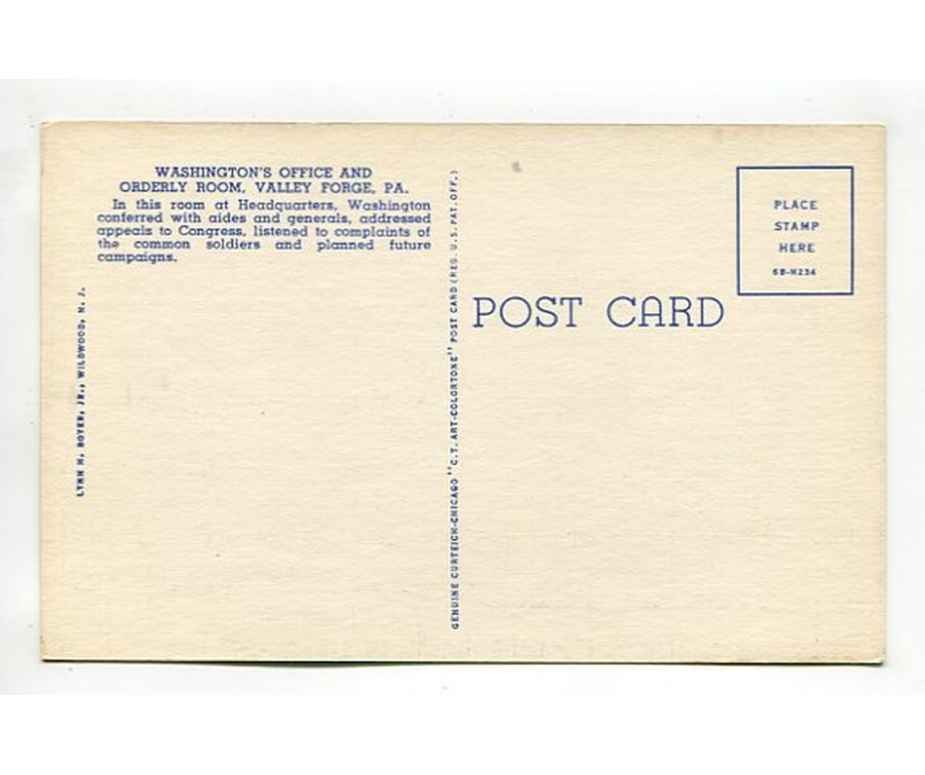 WASHINGTON'S OFFICE AND
ORDERLY ROOM, VALLEY FORGE, PA.
In this room at Headquarters, Washington
conferred with aides and generals, addressed
appeals to Congress, listened to complaints of
the common soldiers and planned future
campaigns.
LYNN H. BOYER, JR., WILDWOOD, N. J.
GENUINE CURTEICH-CHICAGO "C.T. ART-COLORTONE" POST CARD (REG. U.S. PAT. OFF.)
POST CARD
PLACE
STAMP
HERE
6B-H234